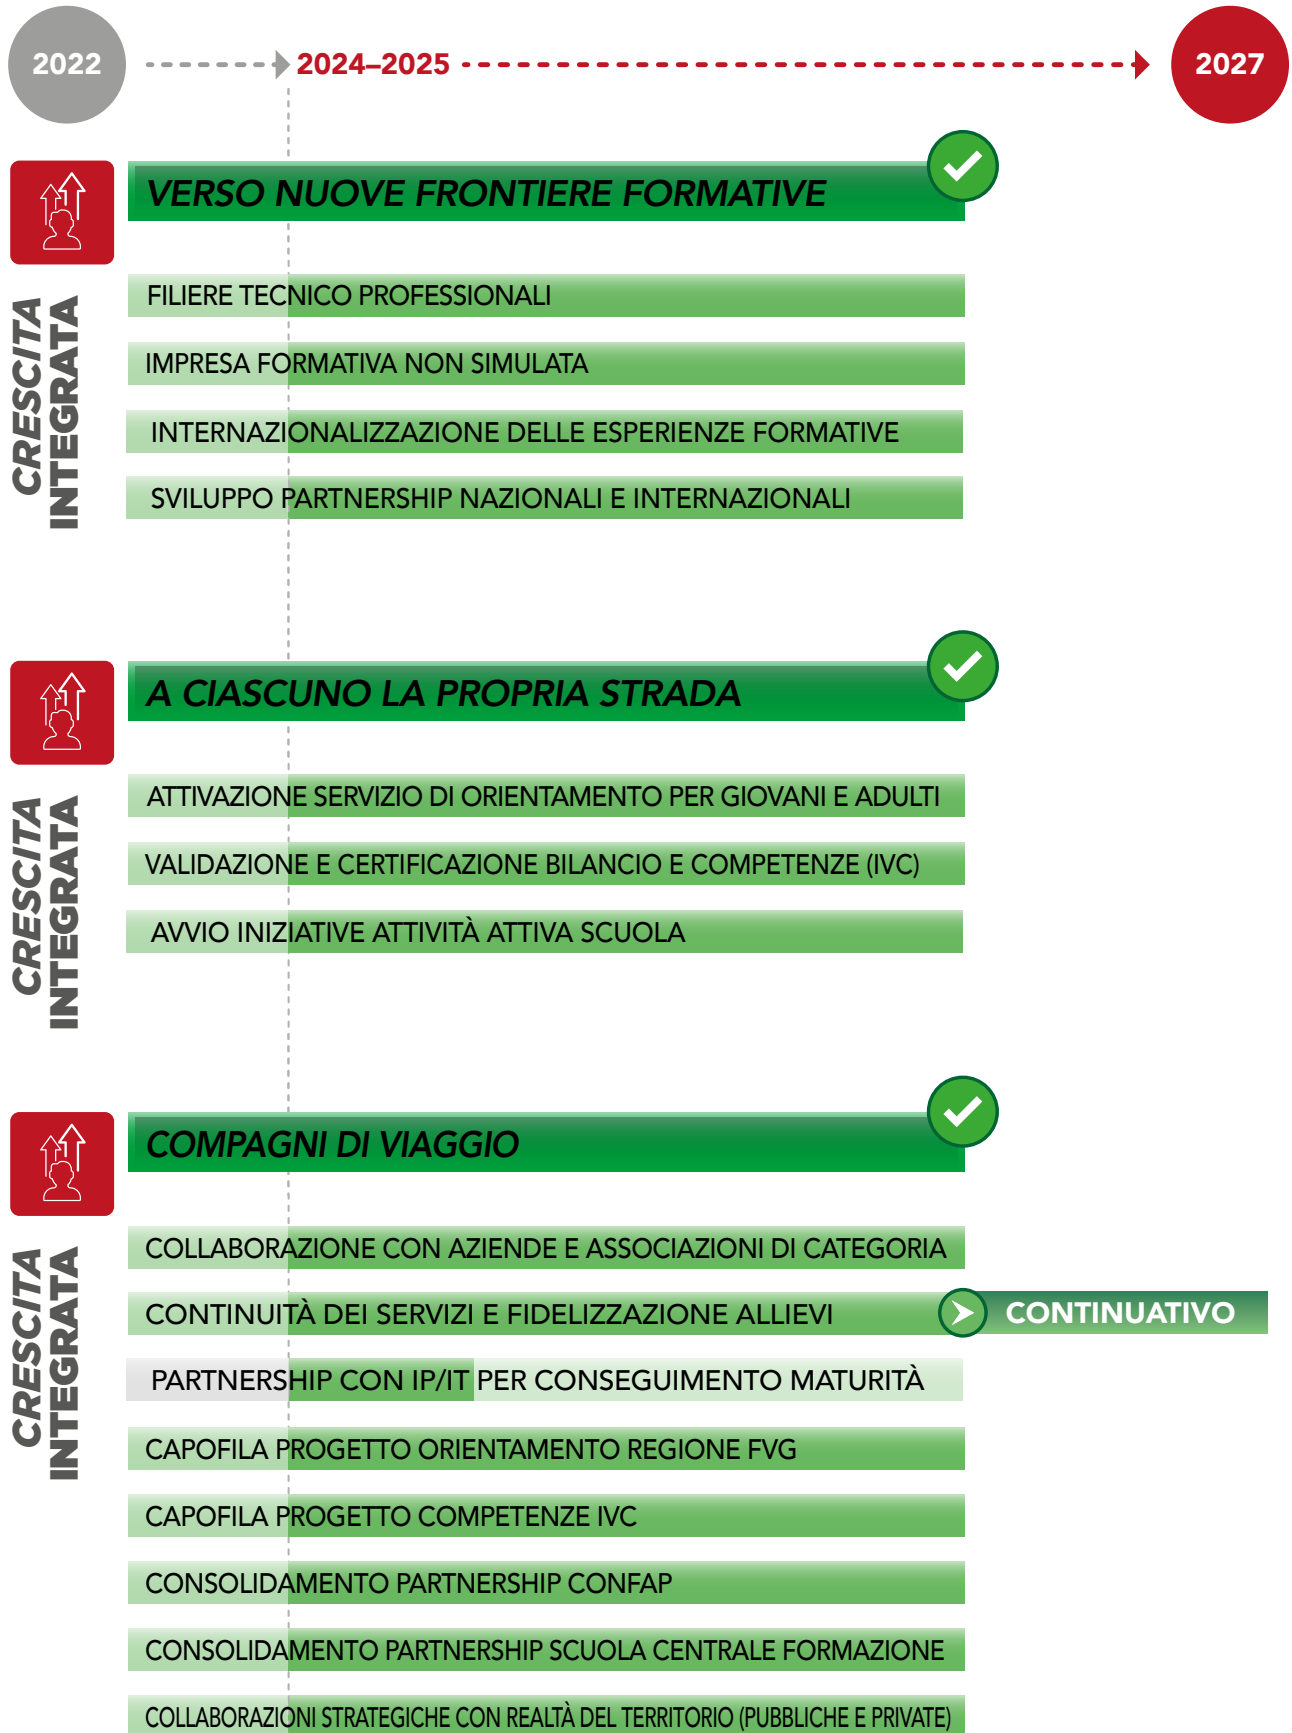 2022
2024–2025
2027
VERSO NUOVE FRONTIERE FORMATIVE
CRESCITA
INTEGRATA
FILIERE TECNICO PROFESSIONALI
IMPRESA FORMATIVA NON SIMULATA
INTERNAZIONALIZZAZIONE DELLE ESPERIENZE FORMATIVE
SVILUPPO PARTNERSHIP NAZIONALI E INTERNAZIONALI
A CIASCUNO LA PROPRIA STRADA
CRESCITA
INTEGRATA
ATTIVAZIONE SERVIZIO DI ORIENTAMENTO PER GIOVANI E ADULTI
VALIDAZIONE E CERTIFICAZIONE BILANCIO E COMPETENZE (IVC)
AVVIO INIZIATIVE ATTIVITÀ ATTIVA SCUOLA
COMPAGNI DI VIAGGIO
CRESCITA
INTEGRATA
COLLABORAZIONE CON AZIENDE E ASSOCIAZIONI DI CATEGORIA
CONTINUITÀ DEI SERVIZI E FIDELIZZAZIONE ALLIEVI
CONTINUATIVO
PARTNERSHIP CON IP/IT PER CONSEGUIMENTO MATURITÀ
CAPOFILA PROGETTO ORIENTAMENTO REGIONE FVG
CAPOFILA PROGETTO COMPETENZE IVC
CONSOLIDAMENTO PARTNERSHIP CONFAP
CONSOLIDAMENTO PARTNERSHIP SCUOLA CENTRALE FORMAZIONE
COLLABORAZIONI STRATEGICHE CON REALTÀ DEL TERRITORIO (PUBBLICHE E PRIVATE)